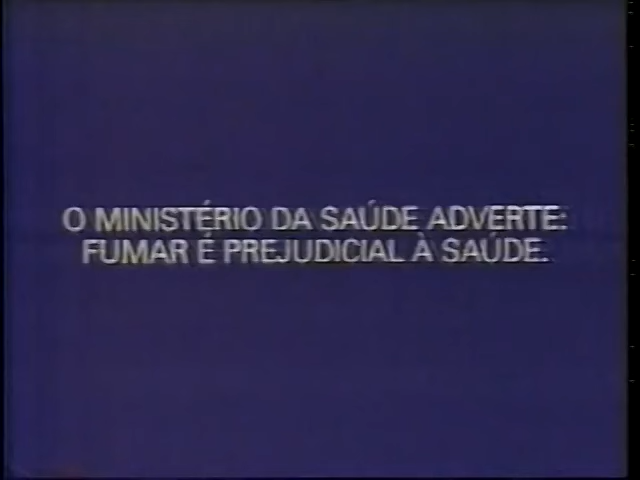 O MINISTÉRIO DA SAÚDE ADVERTE:
FUMAR É PREJUDICIAL À SAÚDE.